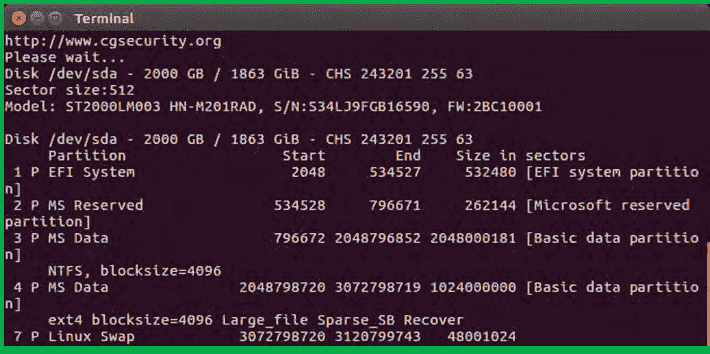 Terminal
http://www.cgsecurity.org
Please wait...
Disk /dev/sda - 2000 GB / 1863 GiB - CHS 243201 255 63
Sector size:512
Model: ST2000LM003 HN-M201RAD, S/N:S34LJ9FGB16590, FW:2BC10001

Disk /dev/sda - 2000 GB / 1863 GiB - CHS 243201 255 63
     Partition                  Start        End    Size in sectors
 1 P EFI System                  2048     534527     532480 [EFI system partitio
n]
 2 P MS Reserved               534528     796671     262144 [Microsoft reserved
partition]
 3 P MS Data                   796672 2048796852 2048000181 [Basic data partitio
n]
     NTFS, blocksize=4096
 4 P MS Data               2048798720 3072798719 1024000000 [Basic data partitio
n]
     ext4 blocksize=4096 Large_file Sparse_SB Recover
 7 P Linux Swap            3072798720 3120799743   48001024